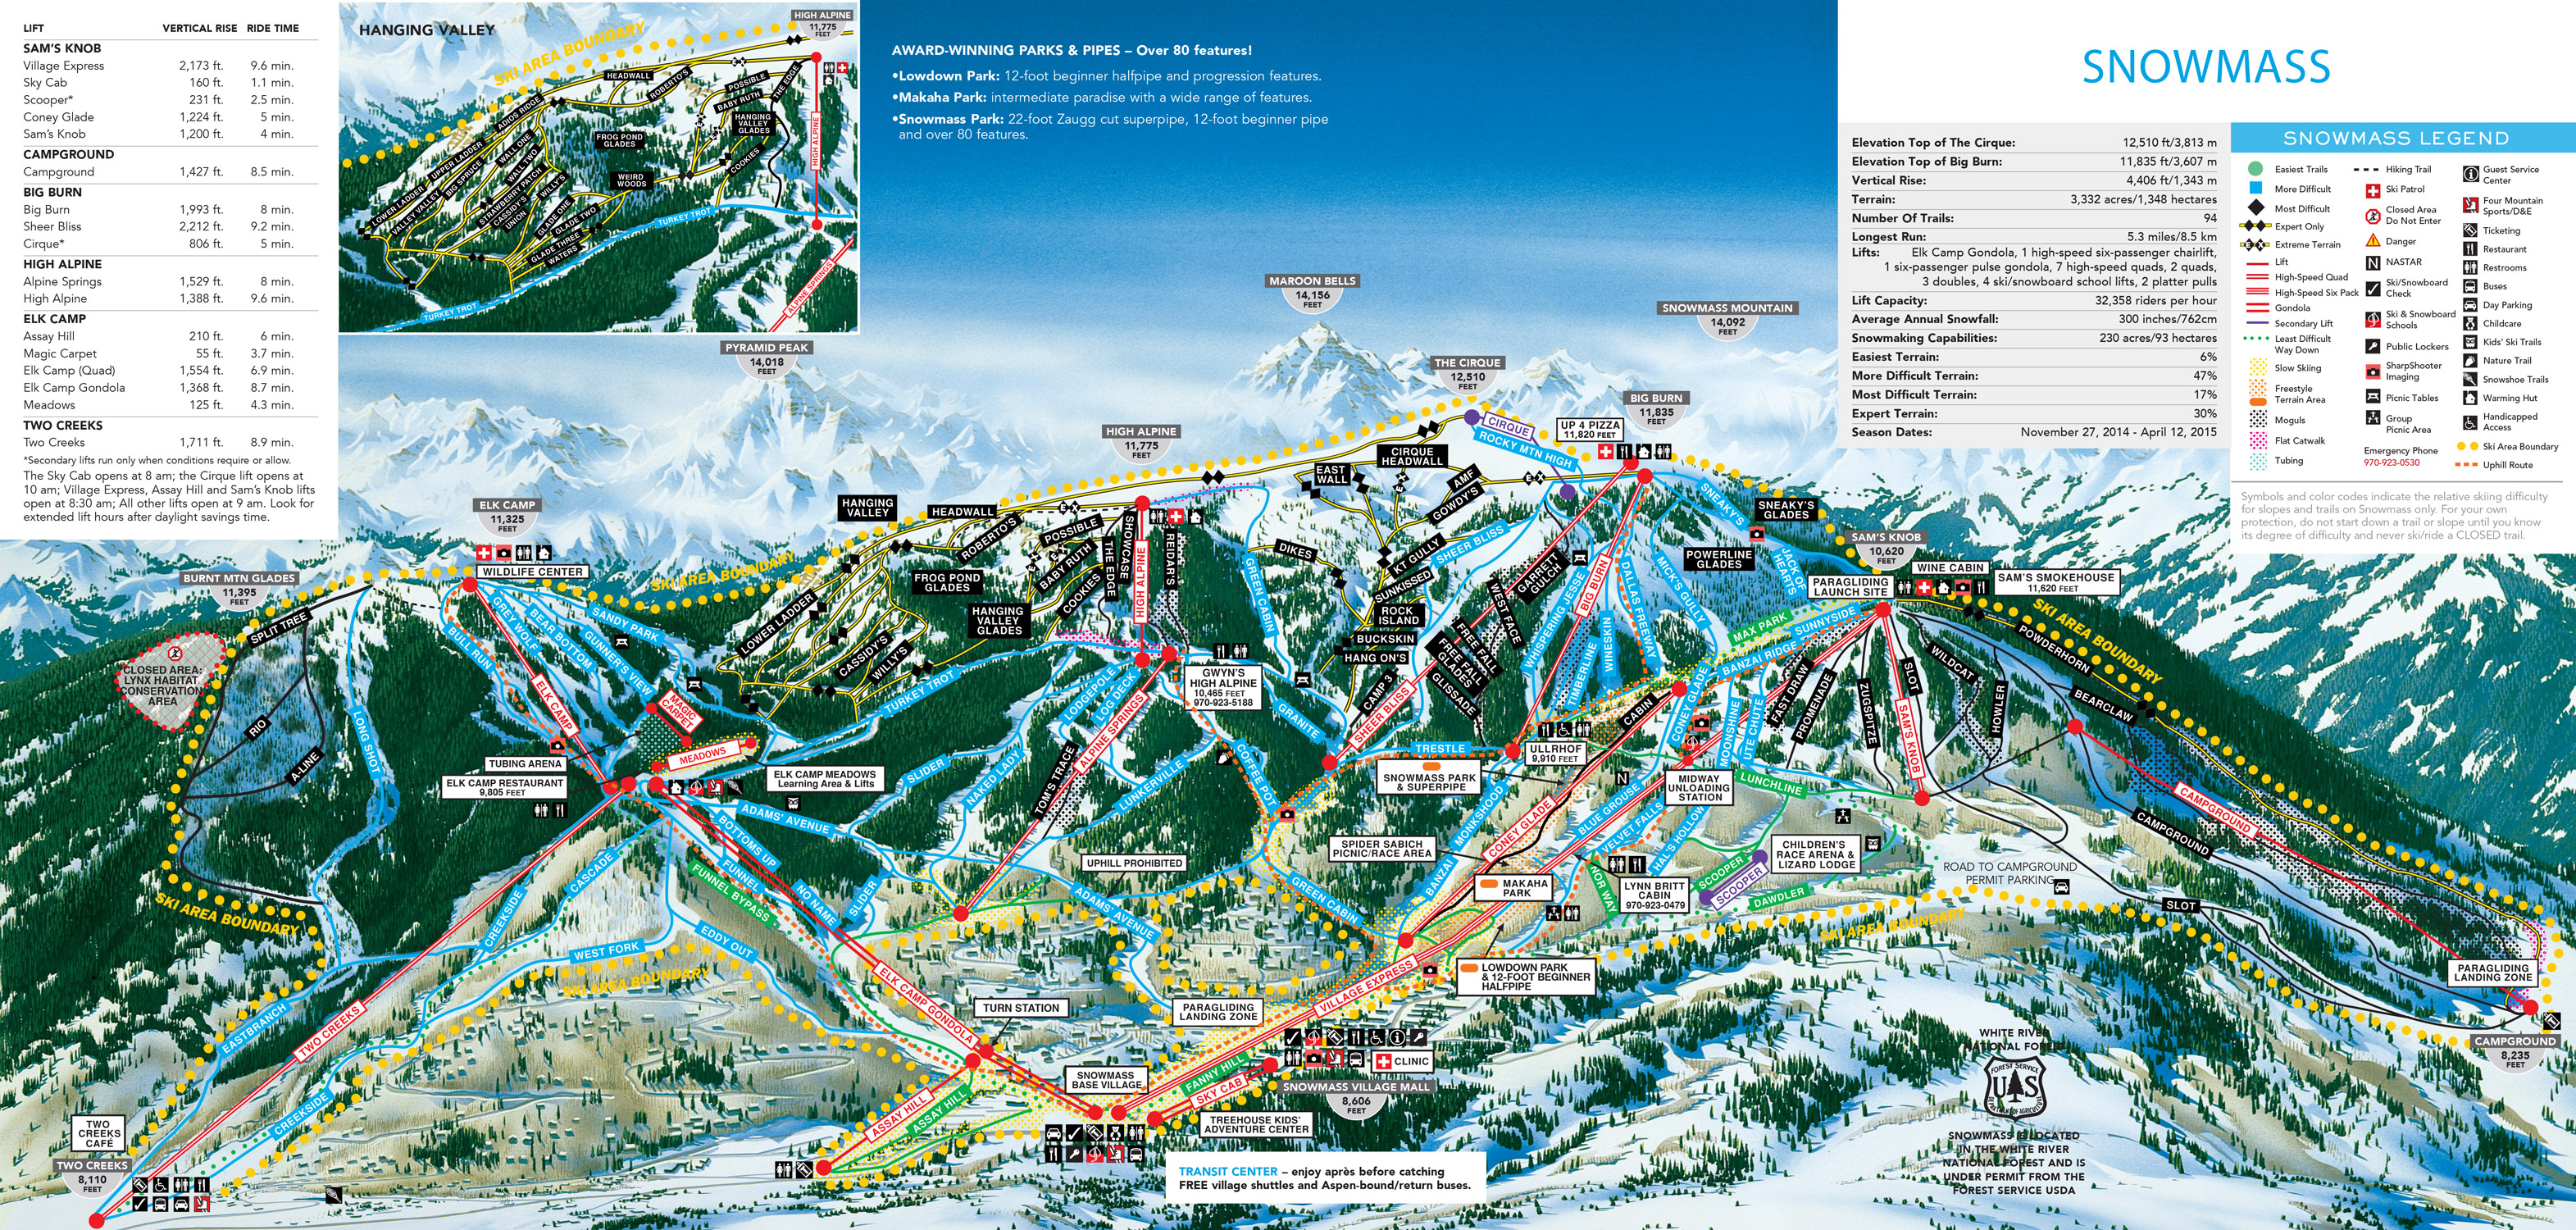 LIFT VERTICAL RISE RIDE TIME
SAM'S KNOB
Village Express 2,173 ft. 9.6 min.
Sky Cab 160 ft. 1.1 min.
Scooper* 231 ft. 2.5 min.
Coney Glade 1,224 ft. 5 min.
Sam's Knob 1,200 ft. 4 min.
CAMPGROUND
Campground 1,427 ft. 8.5 min.
BIG BURN
Big Burn 1,993 ft. 8 min.
Sheer Bliss 2,212 ft. 9.2 min.
Cirque* 806 ft. 5 min.
HIGH ALPINE
Alpine Springs 1,529 ft. 8 min.
High Alpine 1,388 ft. 9.6 min.
ELK CAMP
Assay Hill 210 ft. 6 min.
Magic Carpet 55 ft. 3.7 min.
Elk Camp (Quad) 1,554 ft. 6.9 min.
Elk Camp Gondola 1,368 ft. 8.7 min.
Meadows 125 ft. 4.3 min.
TWO CREEKS
Two Creeks 1,711 ft. 8.9 min.
*Secondary lifts run only when conditions require or allow.
The Sky Cab opens at 8 am; the Cirque lift opens at
10 am; Village Express, Assay Hill and Sam's Knob lifts
open at 8:30 am; All other lifts open at 9 am. Look for
extended lift hours after daylight savings time.
HANGING VALLEY
SKI AREA BOUNDARY
HIGH ALPINE
11,775
FEET
HEADWALL
ROBERTO'S
POSSIBLE
BABY RUTH
THE EDGE
HANGING
VALLEY
GLADES
COOKIES
ADIOS RIDGE
FROG POND
GLADES
WEIRD
WOODS
UPPER LADDER
LOWER LADDER
VALLEY VALLEY
BIG SPRUCE
WALL ONE
WALL TWO
STRAWBERRY PATCH
CASSIDY'S
UNION
WILLY'S
GLADE ONE
GLADE TWO
GLADE THREE
WATERS
TURKEY TROT
TURKEY TROT
HIGH ALPINE
ALPINE SPRINGS
AWARD-WINNING PARKS & PIPES – Over 80 features!
•Lowdown Park: 12-foot beginner halfpipe and progression features.
•Makaha Park: intermediate paradise with a wide range of features.
•Snowmass Park: 22-foot Zaugg cut superpipe, 12-foot beginner pipe
and over 80 features.
SNOWMASS
Elevation Top of The Cirque: 12,510 ft/3,813 m
Elevation Top of Big Burn: 11,835 ft/3,607 m
Vertical Rise: 4,406 ft/1,343 m
Terrain: 3,332 acres/1,348 hectares
Number Of Trails: 94
Longest Run: 5.3 miles/8.5 km
Lifts: Elk Camp Gondola, 1 high-speed six-passenger chairlift,
1 six-passenger pulse gondola, 7 high-speed quads, 2 quads,
3 doubles, 4 ski/snowboard school lifts, 2 platter pulls
Lift Capacity: 32,358 riders per hour
Average Annual Snowfall: 300 inches/762cm
Snowmaking Capabilities: 230 acres/93 hectares
Easiest Terrain: 6%
More Difficult Terrain: 47%
Most Difficult Terrain: 17%
Expert Terrain: 30%
Season Dates: November 27, 2014 - April 12, 2015
SNOWMASS LEGEND
Easiest Trails
More Difficult
Most Difficult
Expert Only
Extreme Terrain
Lift
High-Speed Quad
High-Speed Six Pack
Gondola
Secondary Lift
Least Difficult
Way Down
Slow Skiing
Freestyle
Terrain Area
Moguls
Flat Catwalk
Tubing
Hiking Trail
Ski Patrol
Closed Area
Do Not Enter
Danger
NASTAR
Ski/Snowboard
Check
Ski & Snowboard
Schools
Public Lockers
SharpShooter
Imaging
Picnic Tables
Group
Picnic Area
Emergency Phone
970-923-0530
Guest Service
Center
Four Mountain
Sports/D&E
Ticketing
Restaurant
Restrooms
Buses
Day Parking
Childcare
Kids' Ski Trails
Nature Trail
Snowshoe Trails
Warming Hut
Handicapped
Access
Ski Area Boundary
Uphill Route
Symbols and color codes indicate the relative skiing difficulty
for slopes and trails on Snowmass only. For your own
protection, do not start down a trail or slope until you know
its degree of difficulty and never ski/ride a CLOSED trail.
PYRAMID PEAK
14,018
FEET
MAROON BELLS
14,156
FEET
SNOWMASS MOUNTAIN
14,092
FEET
THE CIRQUE
12,510
FEET
BIG BURN
11,835
FEET
HIGH ALPINE
11,775
FEET
ELK CAMP
11,325
FEET
BURNT MTN GLADES
11,395
FEET
SAM'S KNOB
10,620
FEET
UP 4 PIZZA
11,820 FEET
CIRQUE
ROCKY MTN HIGH
CIRQUE
HEADWALL
EAST
WALL
AMF
GOWDY'S
KT GULLY
SHEER BLISS
DIKES
SUNKISSED
ROCK
ISLAND
BUCKSKIN
HANG ON'S
CAMP 3
WEST FACE
GARRETT
GULCH
FREE FALL
FREE FALL
GLADES
GLISSADE
SHEER BLISS
WHISPERING JESSE
BIG BURN
TIMBERLINE
WINESKIN
DALLAS FREEWAY
MICK'S GULLY
SNEAKY'S
SNEAKY'S
GLADES
POWERLINE
GLADES
JACK OF
HEARTS
PARAGLIDING
LAUNCH SITE
WINE CABIN
SAM'S SMOKEHOUSE
11,620 FEET
MAX PARK
SUNNYSIDE
BANZAI RIDGE
SKI AREA BOUNDARY
POWDERHORN
BEARCLAW
WILDCAT
SLOT
HOWLER
SAM'S KNOB
ZUGSPITZE
PROMENADE
FAST DRAW
UTE CHUTE
MOONSHINE
CONEY GLADE
CABIN
LUNCHLINE
MIDWAY
UNLOADING
STATION
ULLRHOF
9,910 FEET
TRESTLE
SNOWMASS PARK
& SUPERPIPE
CAMPGROUND
CAMPGROUND
SLOT
PARAGLIDING
LANDING ZONE
CAMPGROUND
8,235
FEET
ROAD TO CAMPGROUND
PERMIT PARKING
SKI AREA BOUNDARY
CHILDREN'S
RACE ARENA &
LIZARD LODGE
SCOOPER
SCOOPER
DAWDLER
LYNN BRITT
CABIN
970-923-0479
NOR WAY
HAL'S HOLLOW
VELVET FALLS
BLUE GROUSE
CONEY GLADE
MONKSHOOD
BANZAI
SPIDER SABICH
PICNIC/RACE AREA
MAKAHA
PARK
LOWDOWN PARK
& 12-FOOT BEGINNER
HALFPIPE
VILLAGE EXPRESS
GREEN CABIN
GREEN CABIN
GRANITE
COFFEE POT
GWYN'S
HIGH ALPINE
10,465 FEET
970-923-5188
HIGH ALPINE
REIDAR'S
SHOWCASE
THE EDGE
COOKIES
BABY RUTH
POSSIBLE
ROBERTO'S
HEADWALL
HANGING
VALLEY
FROG POND
GLADES
HANGING
VALLEY
GLADES
LOWER LADDER
CASSIDY'S
WILLY'S
TURKEY TROT
LODGEPOLE
LOG DECK
ALPINE SPRINGS
TOM'S TRACE
LUNKERVILLE
NAKED LADY
SLIDER
SLIDER
SKI AREA BOUNDARY
WILDLIFE CENTER
SANDY PARK
GUNNER'S VIEW
BEAR BOTTOM
GREY WOLF
BULL RUN
ELK CAMP
MAGIC
CARPET
MEADOWS
TUBING ARENA
ELK CAMP RESTAURANT
9,805 FEET
ELK CAMP MEADOWS
Learning Area & Lifts
CLOSED AREA:
LYNX HABITAT
CONSERVATION
AREA
SPLIT TREE
RIO
A-LINE
LONG SHOT
SKI AREA BOUNDARY
ADAMS' AVENUE
ADAMS' AVENUE
BOTTOMS UP
FUNNEL
FUNNEL BYPASS
NO NAME
CASCADE
CREEKSIDE
WEST FORK
EDDY OUT
SKI AREA BOUNDARY
UPHILL PROHIBITED
ELK CAMP GONDOLA
TURN STATION
PARAGLIDING
LANDING ZONE
EASTBRANCH
TWO CREEKS
CREEKSIDE
TWO
CREEKS
CAFÉ
TWO CREEKS
8,110
FEET
ASSAY HILL
ASSAY HILL
SNOWMASS
BASE VILLAGE
FANNY HILL
SKY CAB
CLINIC
SNOWMASS VILLAGE MALL
8,606
FEET
TREEHOUSE KIDS'
ADVENTURE CENTER
TRANSIT CENTER – enjoy après before catching
FREE village shuttles and Aspen-bound/return buses.
WHITE RIVER
NATIONAL FOREST
FOREST SERVICE
UAS
DEPARTMENT OF AGRICULTURE
SNOWMASS IS LOCATED
IN THE WHITE RIVER
NATIONAL FOREST AND IS
UNDER PERMIT FROM THE
FOREST SERVICE USDA